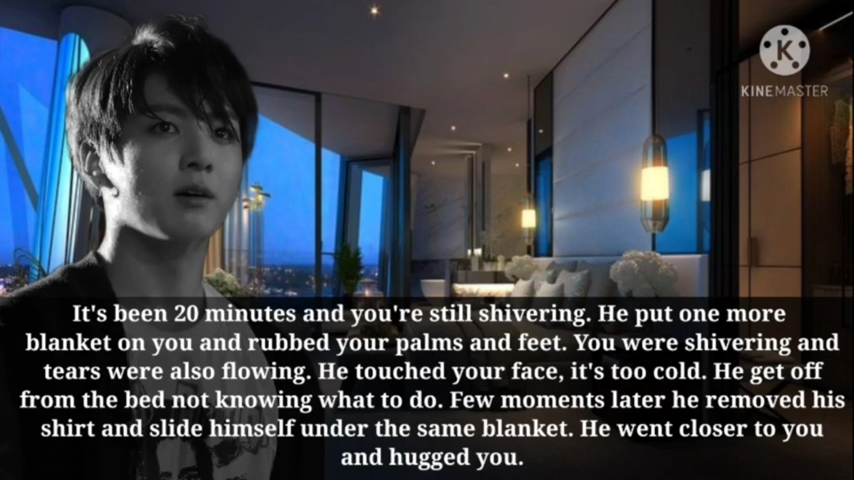 KINEMASTER
It's been 20 minutes and you're still shivering. He put one more
blanket on you and rubbed your palms and feet. You were shivering and
tears were also flowing. He touched your face, it's too cold. He get off
from the bed not knowing what to do. Few moments later he removed his
shirt and slide himself under the same blanket. He went closer to you
and hugged you.